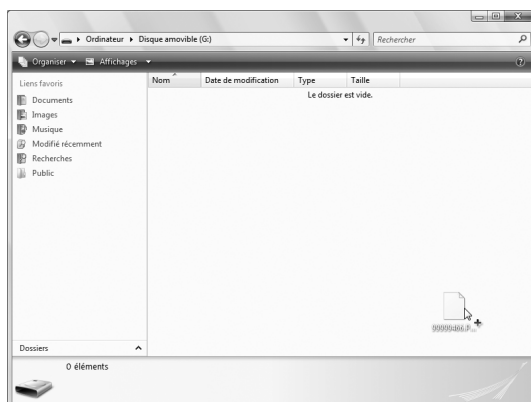 Ordinateur Disque amovible (G:)
Rechercher
Organiser Affichages
Liens favoris
Documents
Images
Musique
Modifié récemment
Recherches
Public
Nom Date de modification Type Taille
Le dossier est vide.
00000466.P...
Dossiers
0 éléments